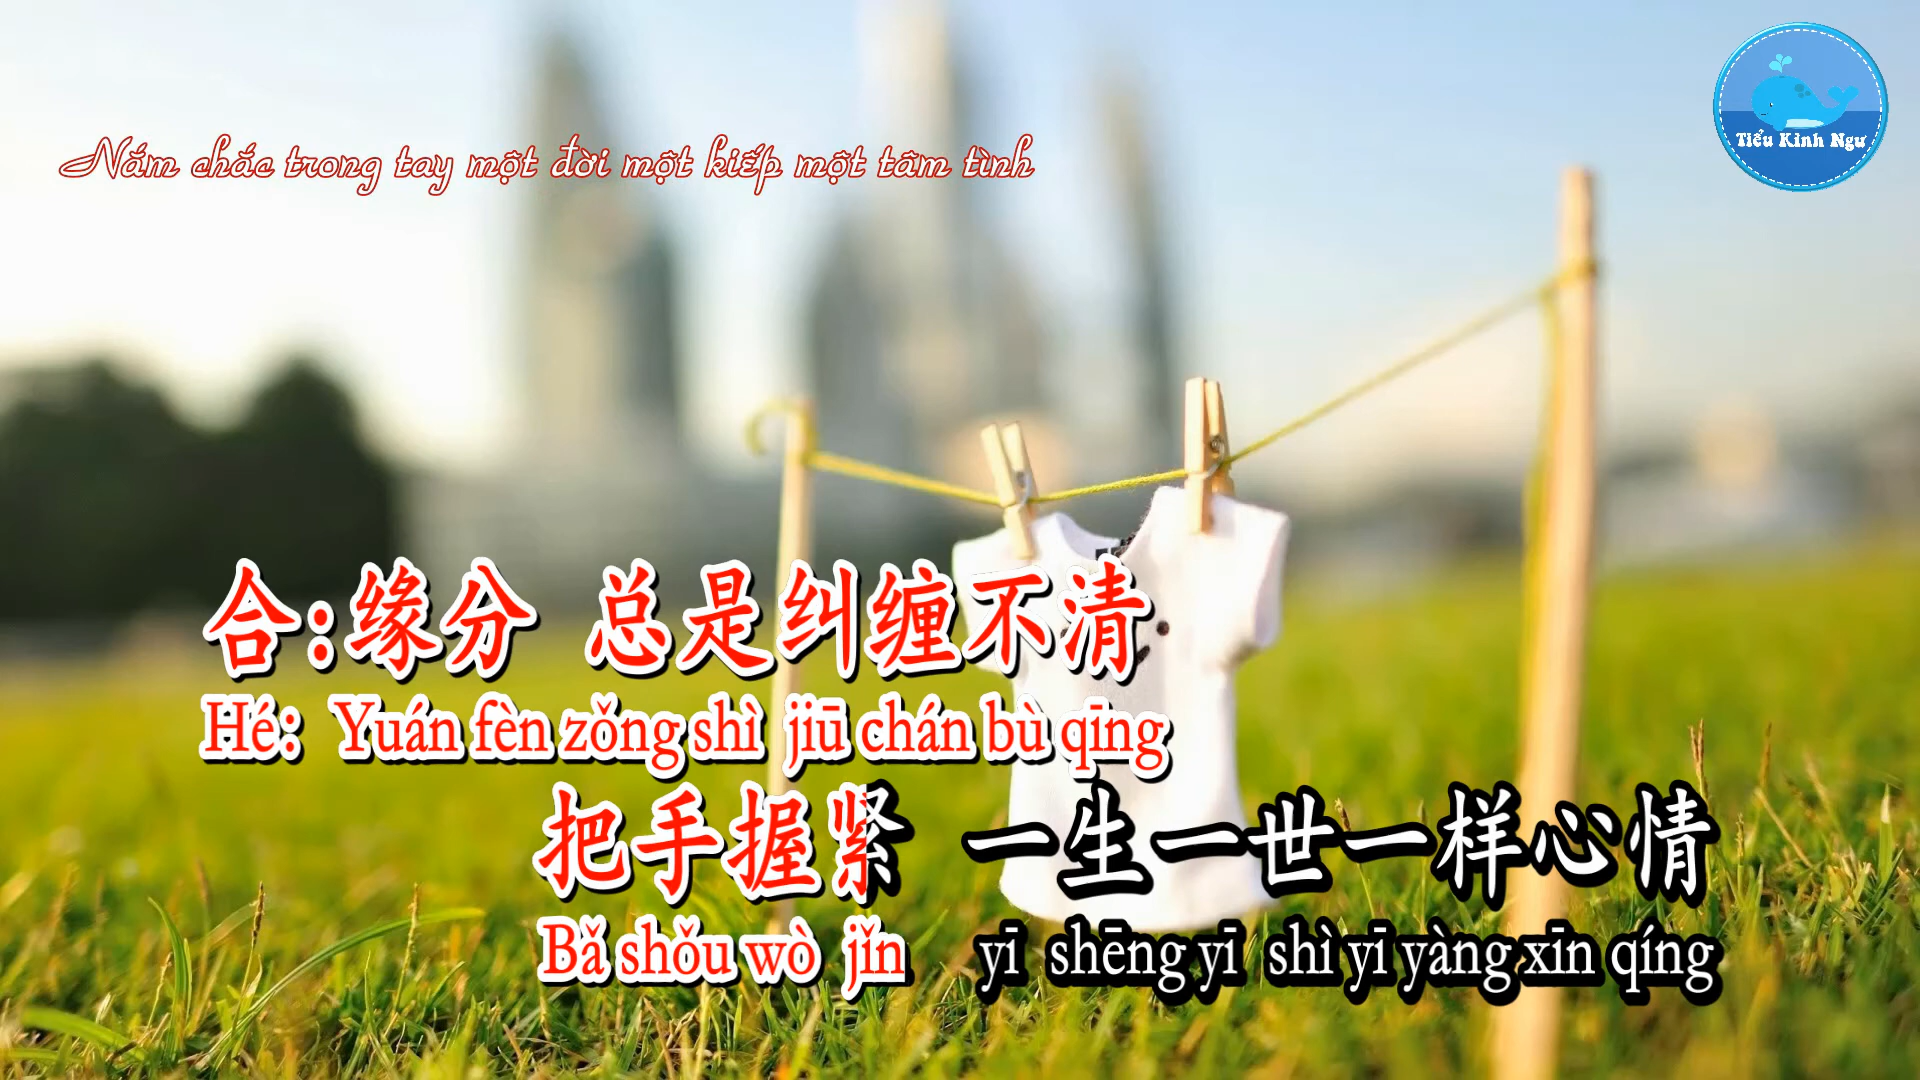 Tiểu Kình Ngư
Nắm chắc trong tay một đời một kiếp một tâm tình
合:缘分 总是纠缠不清
Hé: Yuán fèn zǒng shì jiū chán bù qīng
把手握紧 一生一世一样心情
Bǎ shǒu wò jǐn yī shēng yī shì yī yàng xīn qíng